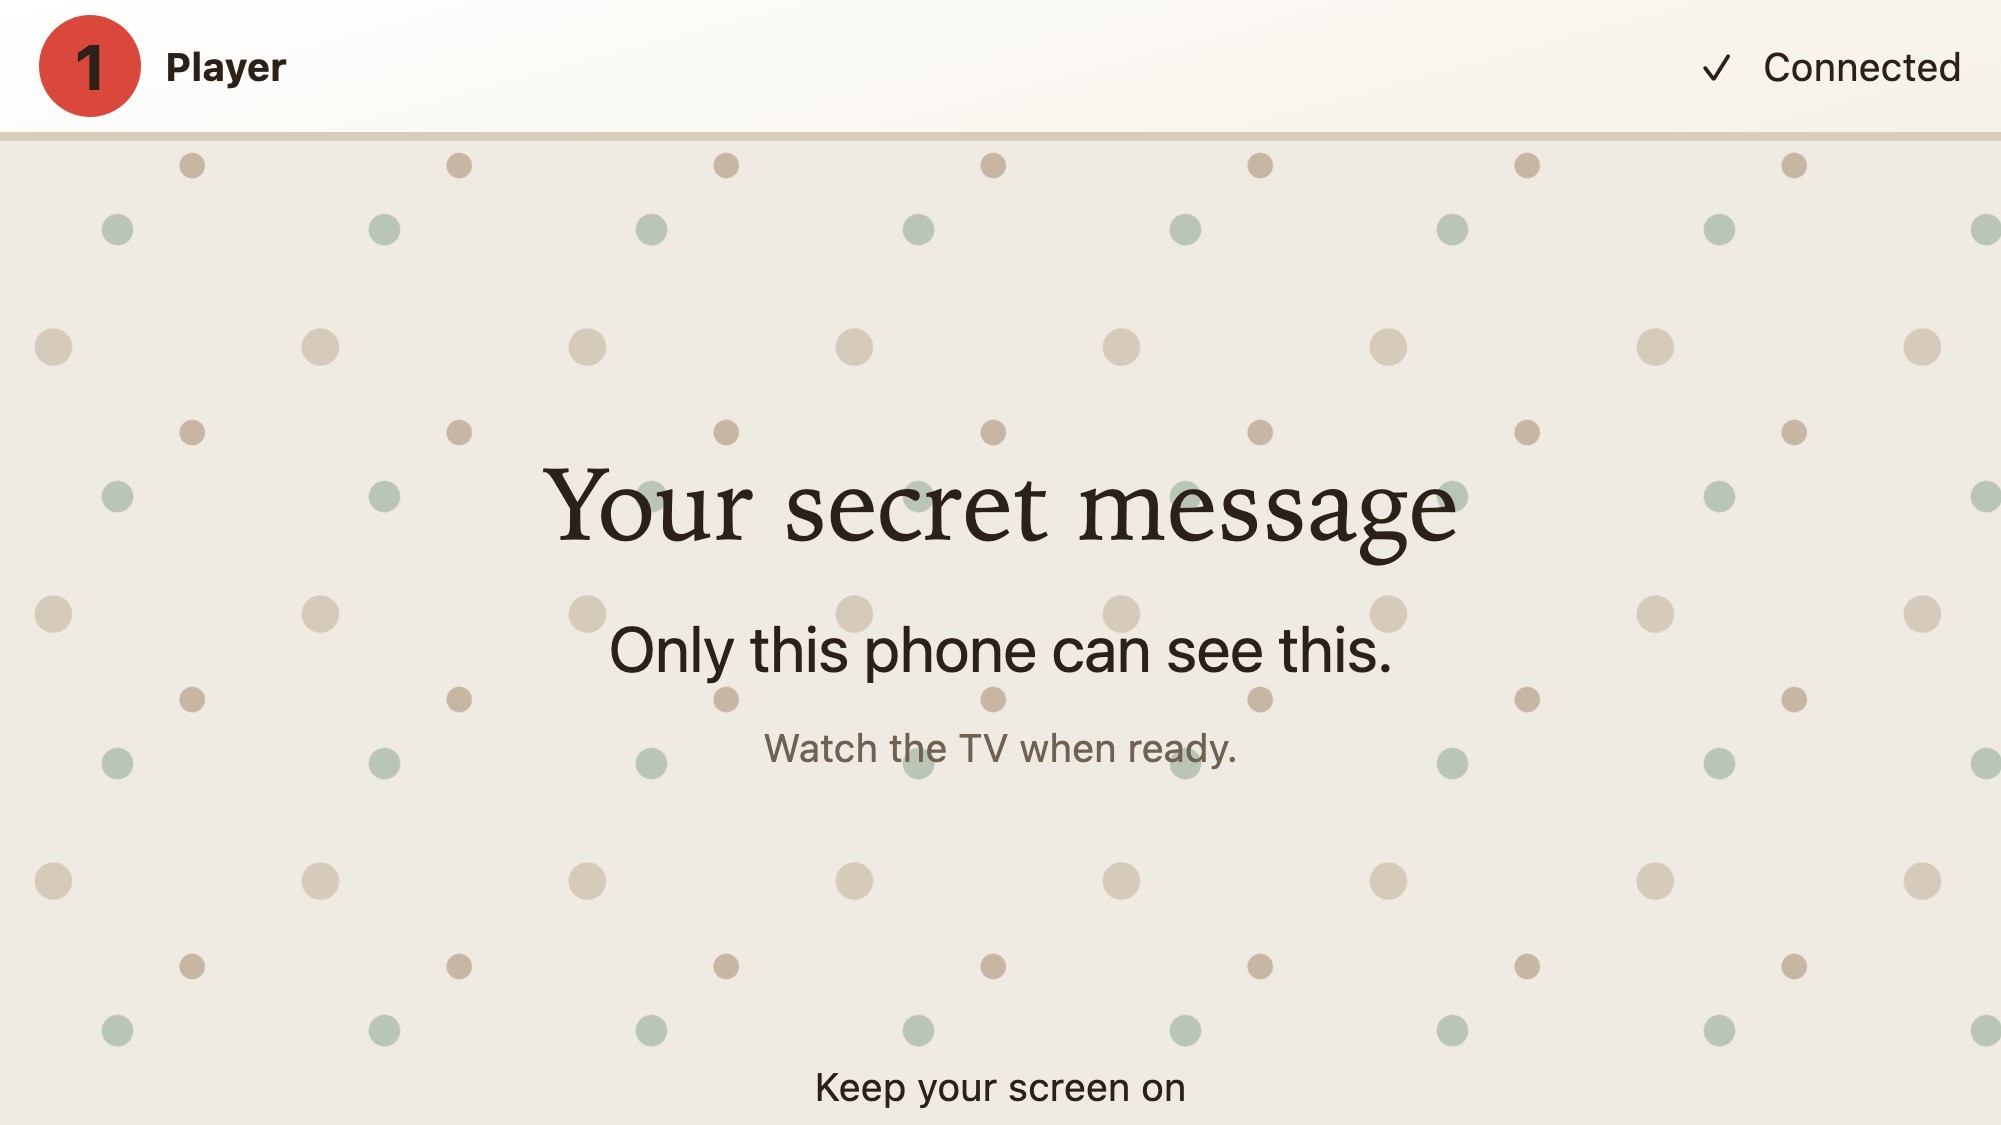 1 Player
✓ Connected
Your secret message
Only this phone can see this.
Watch the TV when ready.
Keep your screen on